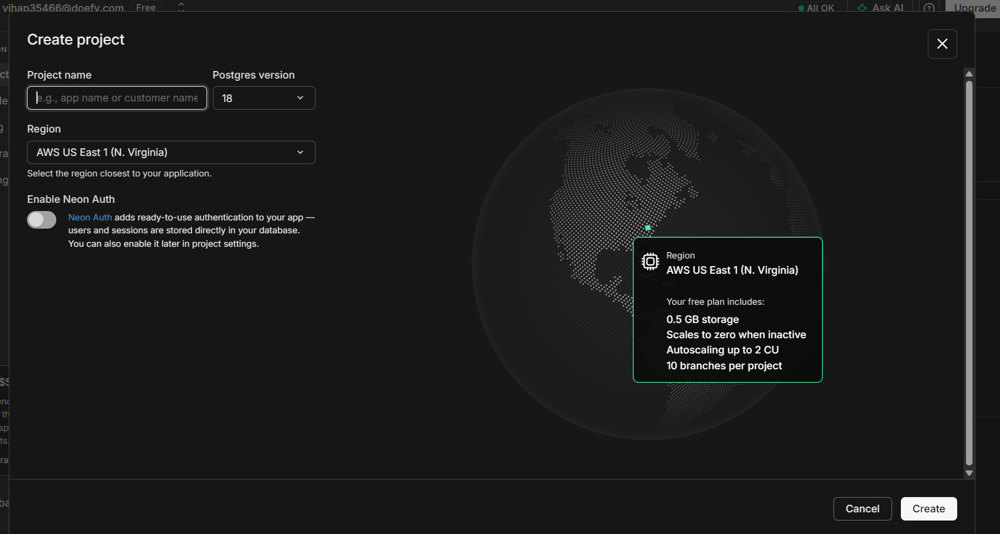 vihap35466@doefy.com Free All OK Ask AI Upgrade
Create project
Project name Postgres version
e.g., app name or customer name 18
Region
AWS US East 1 (N. Virginia)
Select the region closest to your application.
Enable Neon Auth
Neon Auth adds ready-to-use authentication to your app —
users and sessions are stored directly in your database.
You can also enable it later in project settings.
Region
AWS US East 1 (N. Virginia)
Your free plan includes:
0.5 GB storage
Scales to zero when inactive
Autoscaling up to 2 CU
10 branches per project
Cancel Create